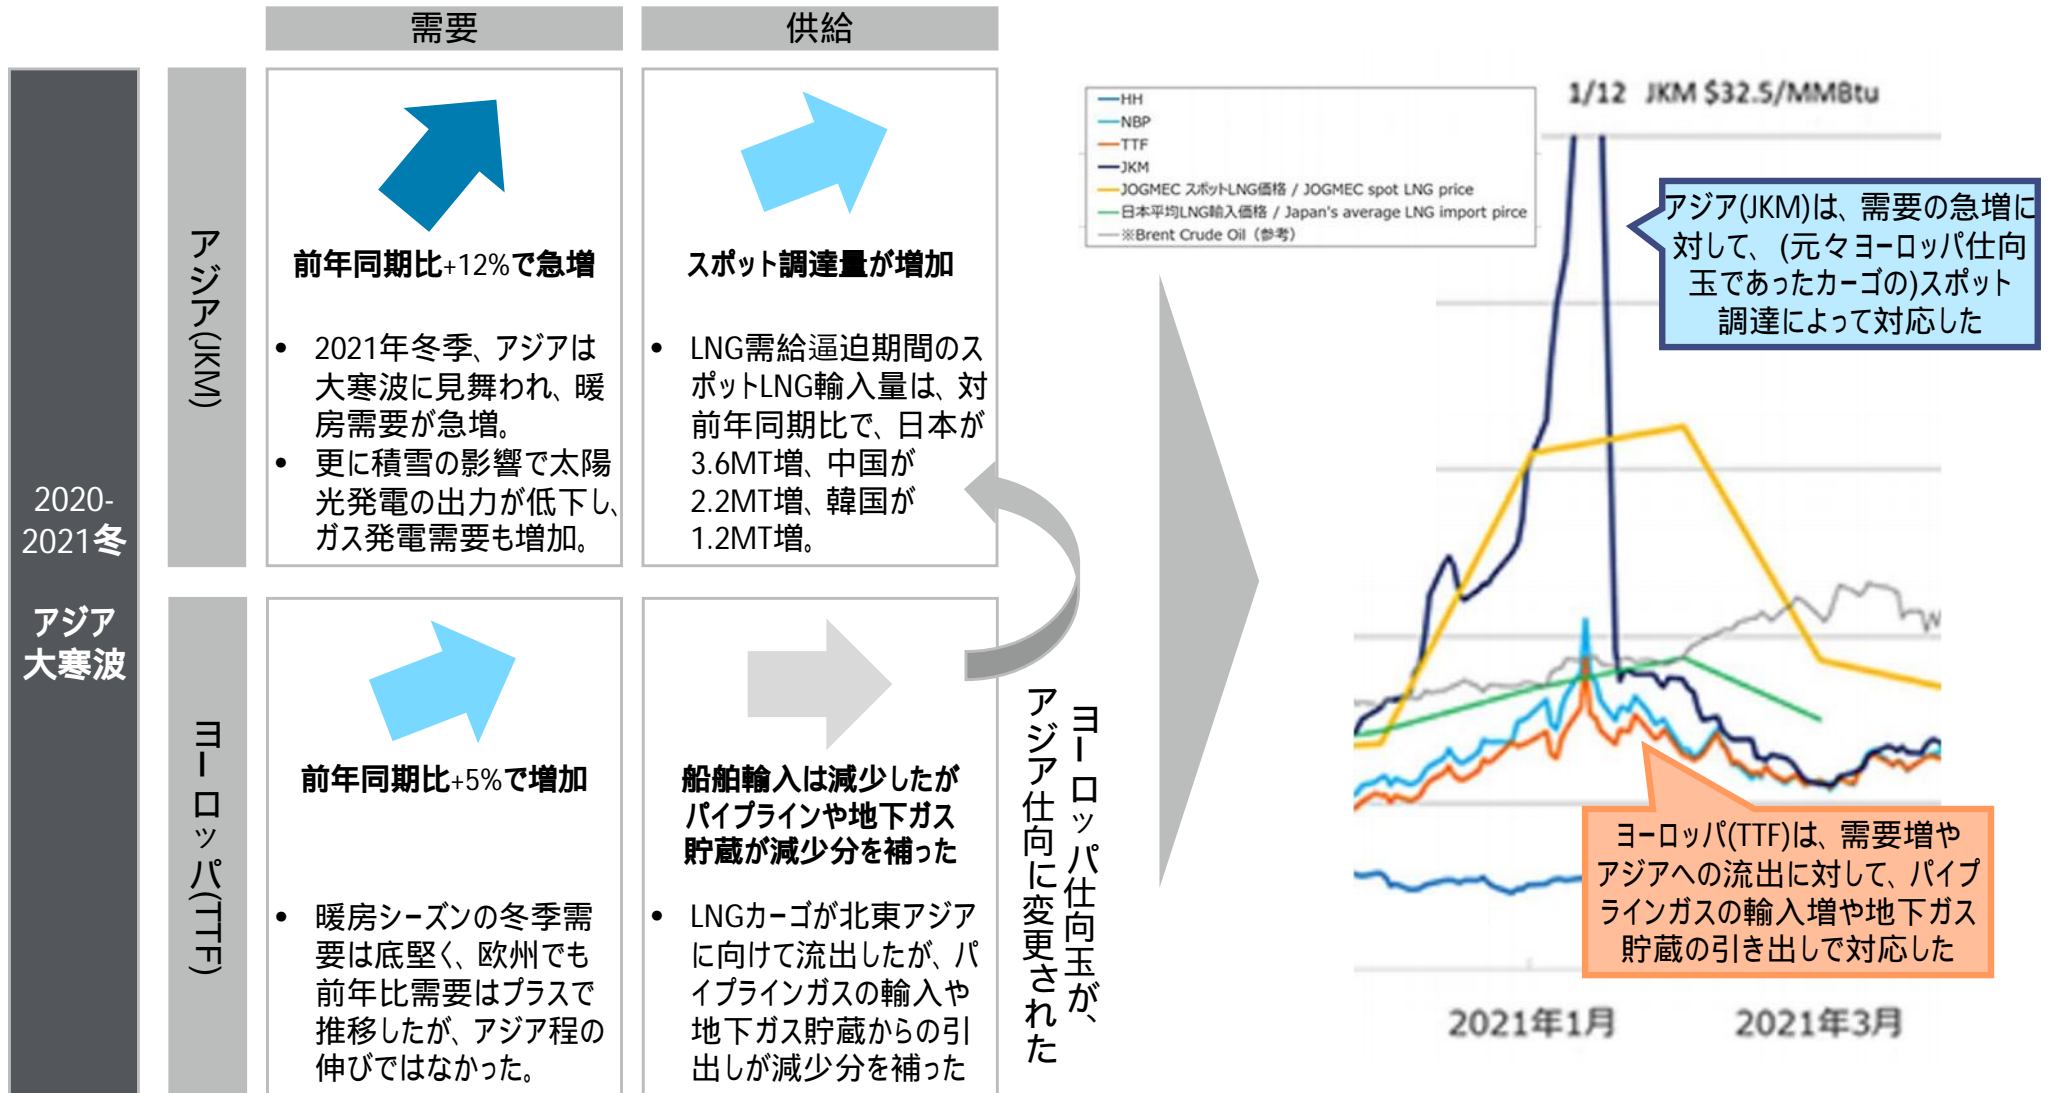 需要
供給
2020-
2021冬
アジア
大寒波
アジア(JKM)
前年同期比+12%で急増
• 2021年冬季、アジアは
大寒波に見舞われ、暖
房需要が急増。
• 更に積雪の影響で太陽
光発電の出力が低下し、
ガス発電需要も増加。
スポット調達量が増加
• LNG需給逼迫期間のス
ポットLNG輸入量は、対
前年同期比で、日本が
3.6MT増、中国が
2.2MT増、韓国が
1.2MT増。
ヨーロッパ(TTF)
前年同期比+5%で増加
• 暖房シーズンの冬季需
要は底堅く、欧州でも
前年比需要はプラスで
推移したが、アジア程の
伸びではなかった。
船舶輸入は減少したが
パイプラインや地下ガス
貯蔵が減少分を補った
• LNGカーゴが北東アジア
に向けて流出したが、パ
イプラインガスの輸入や
地下ガス貯蔵からの引
出しが減少分を補った
ヨーロッパ仕向玉が、
アジア仕向に変更された
HH
NBP
TTF
JKM
JOGMEC スポットLNG価格 / JOGMEC spot LNG price
日本平均LNG輸入価格 / Japan's average LNG import pirce
※Brent Crude Oil（参考）
1/12 JKM $32.5/MMBtu
アジア(JKM)は、需要の急増に
対して、(元々ヨーロッパ仕向
玉であったカーゴの)スポット
調達によって対応した
ヨーロッパ(TTF)は、需要増や
アジアへの流出に対して、パイプ
ラインガスの輸入増や地下ガス
貯蔵の引き出しで対応した
2021年1月
2021年3月